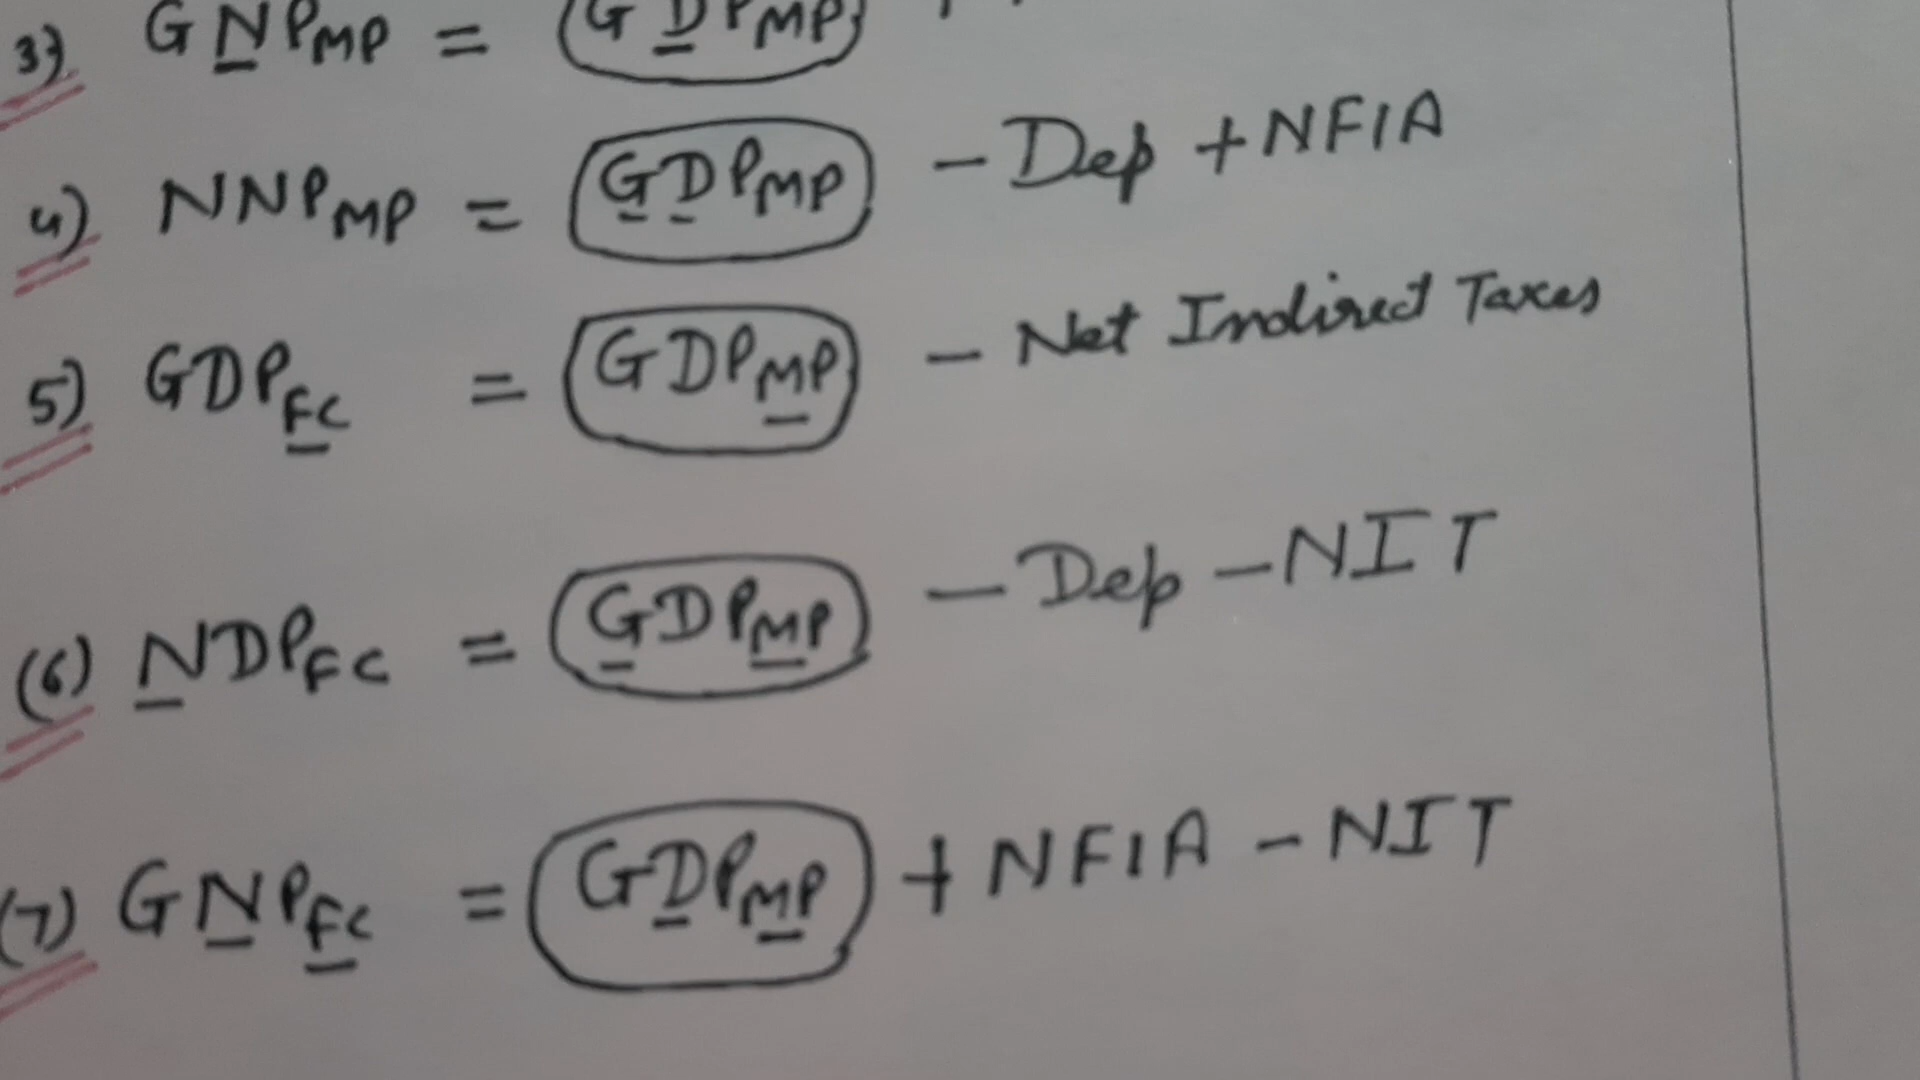 3) GNPMP = GDPMP
4) NNPMP = GDPMP - Dep + NFIA
5) GDPFC = GDPMP - Net Indirect Taxes
(6) NDPFC = GDPMP - Dep - NIT
(7) GNPFC = GDPMP + NFIA - NIT